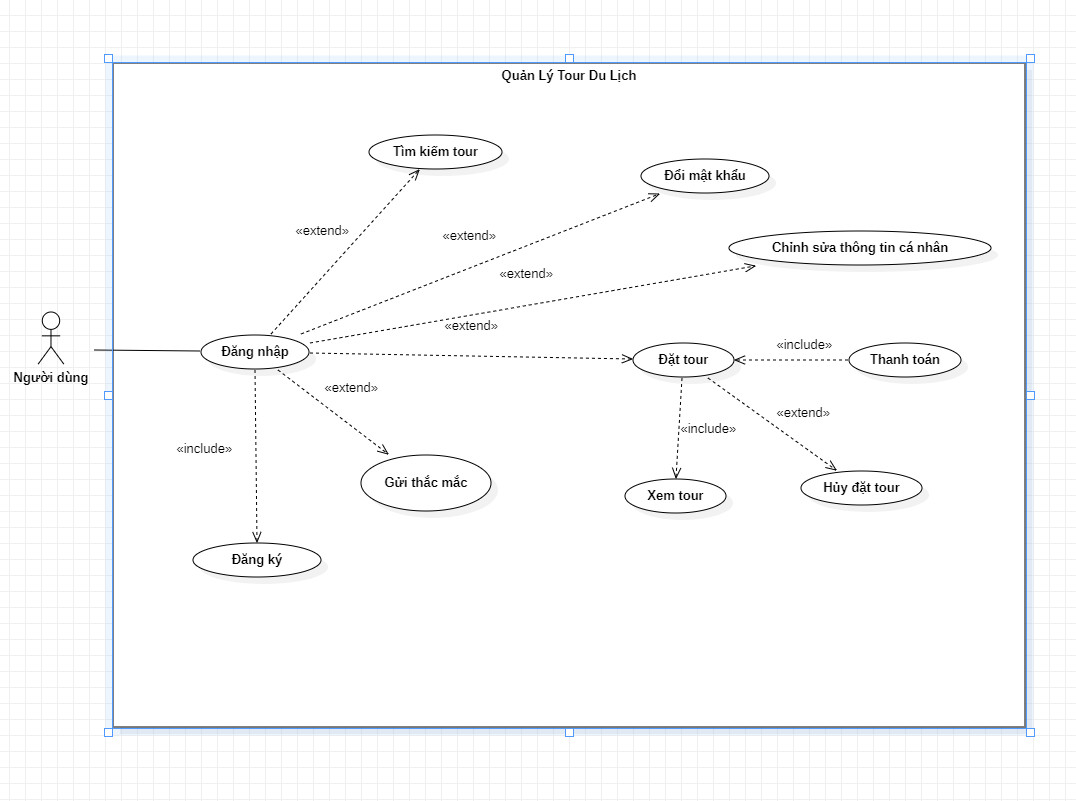 Quản Lý Tour Du Lịch
Tìm kiếm tour
Đổi mật khẩu
«extend»
«extend»
Chỉnh sửa thông tin cá nhân
«extend»
«extend»
Người dùng
Đăng nhập
Đặt tour
«include»
Thanh toán
«extend»
«extend»
«include»
«include»
Gửi thắc mắc
Xem tour
Hủy đặt tour
Đăng ký